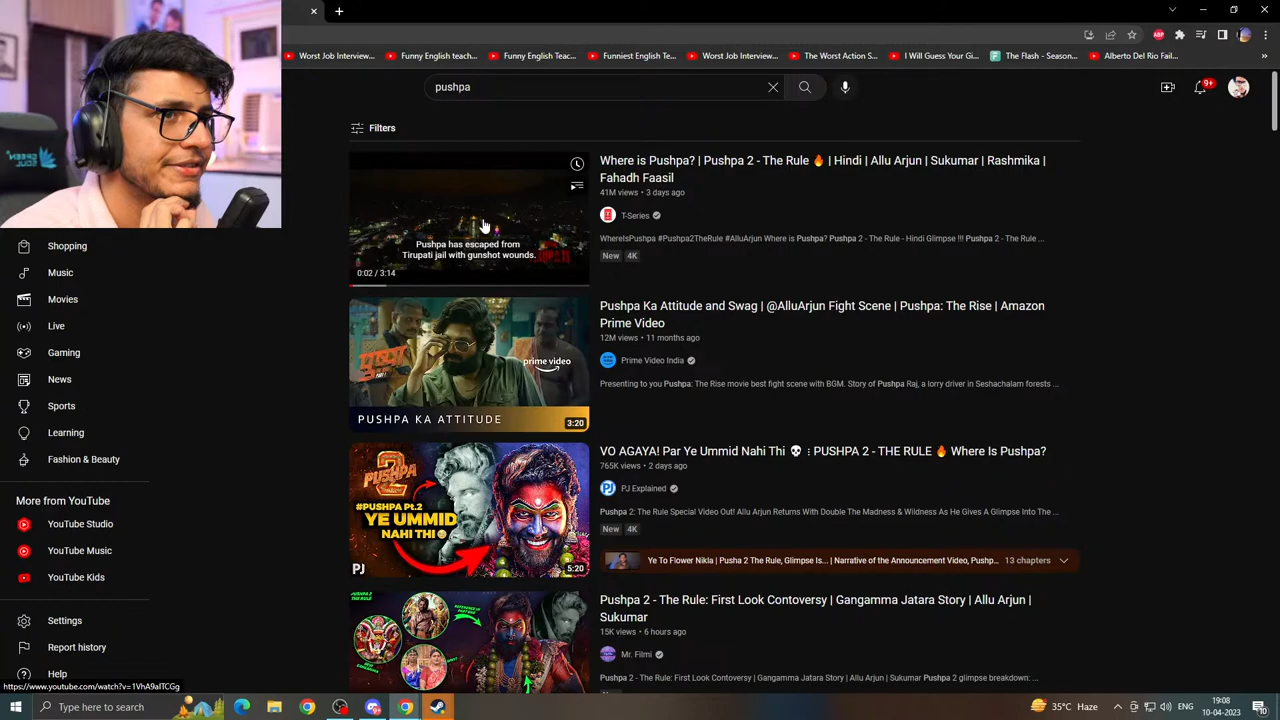 Worst Job Interview...
Funny English teach...
Funny English Teac...
Funniest English Te...
Worst Job Interview...
The Worst Action S...
I Will Guess Your Gi...
The Flash - Season...
Alberto Del Rio Fail...
pushpa
9+
Filters
Pushpa has escaped from
Tirupati jail with gunshot wounds.
0:02 / 3:14
Where is Pushpa? | Pushpa 2 - The Rule 🔥 | Hindi | Allu Arjun | Sukumar | Rashmika |
Fahadh Faasil
41M views • 3 days ago
T-Series
WhereIsPushpa #Pushpa2TheRule #AlluArjun Where is Pushpa? Pushpa 2 - The Rule - Hindi Glimpse !!! Pushpa 2 - The Rule ...
New 4K
पुष्पा
prime video
PUSHPA KA ATTITUDE
3:20
Pushpa Ka Attitude and Swag | @AlluArjun Fight Scene | Pushpa: The Rise | Amazon
Prime Video
12M views • 11 months ago
Prime Video India
Presenting to you Pushpa: The Rise movie best fight scene with BGM. Story of Pushpa Raj, a lorry driver in Seshachalam forests ...
PUSHPA
2
#PUSHPA Pt.2
YE UMMID
NAHI THI
PJ
5:20
VO AGAYA! Par Ye Ummid Nahi Thi 💀 : PUSHPA 2 - THE RULE 🔥 Where Is Pushpa?
765K views • 2 days ago
PJ PJ Explained
Pushpa 2: The Rule Special Video Out! Allu Arjun Returns With Double The Madness & Wildness As He Gives A Glimpse Into The ...
New 4K
Ye To Flower Nikla | Pusha 2 The Rule, Glimpse Is... | Narrative of the Announcement Video, Pushp... 13 chapters
PUSHPA 2
THE RULE
Pushpa 2 - The Rule: First Look Controversy | Gangamma Jatara Story | Allu Arjun |
Sukumar
15K views • 6 hours ago
Mr. Filmi
Pushpa 2 - The Rule: First Look Controversy | Gangamma Jatara Story | Allu Arjun | Sukumar Pushpa 2 glimpse breakdown: ...
Shopping
Music
Movies
Live
Gaming
News
Sports
Learning
Fashion & Beauty
More from YouTube
YouTube Studio
YouTube Music
YouTube Kids
Settings
Report history
Help
https://www.youtube.com/watch?v=1VhA9aITCGg
Type here to search
35°C Haze
ENG
19:08
10-04-2023